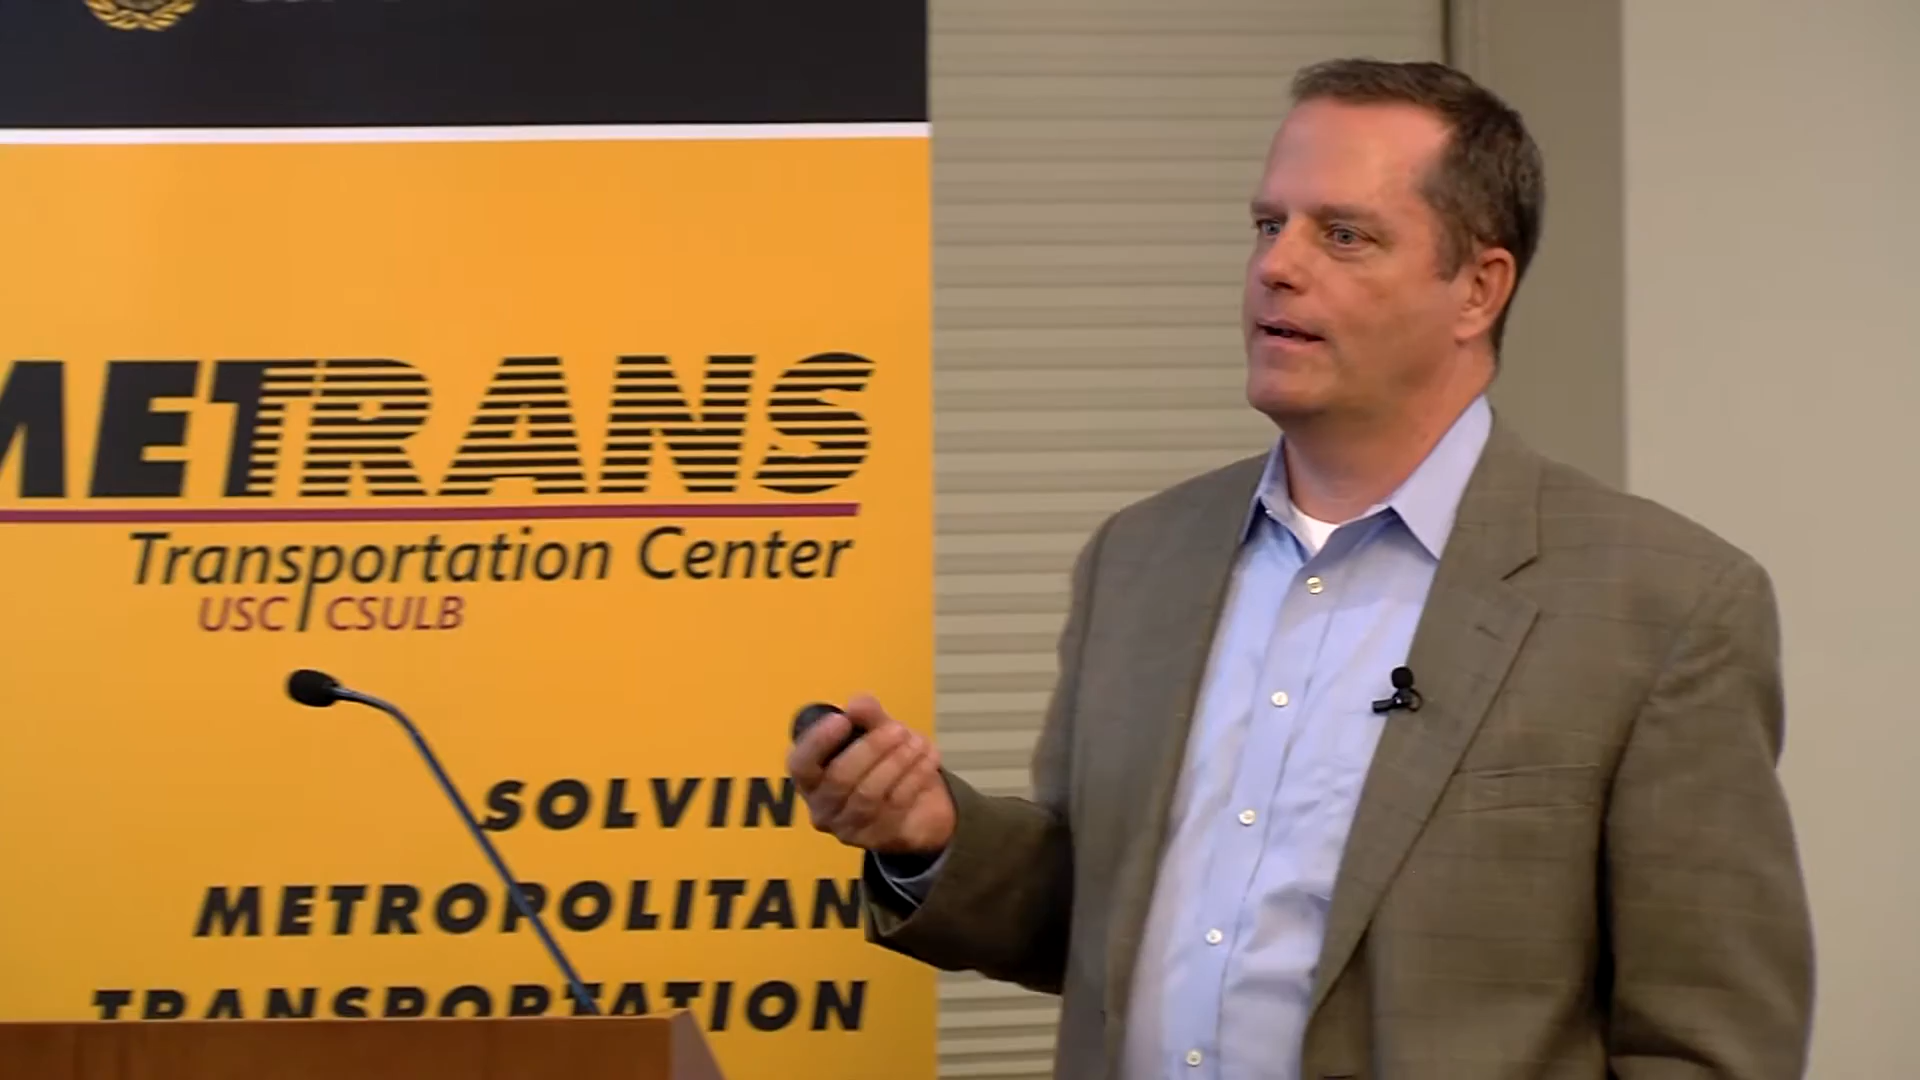 METRANS
Transportation Center
USC CSULB
SOLVIN
METROPOLITAN
TRANSPORTATION